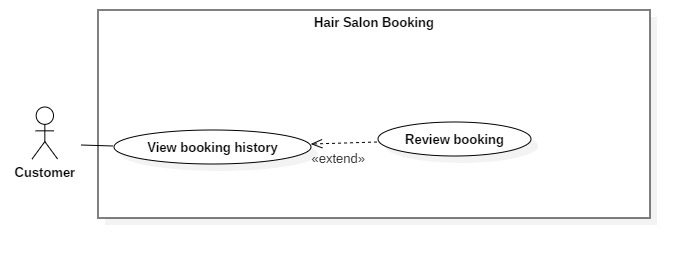 Hair Salon Booking
View booking history
Review booking
«extend»
Customer